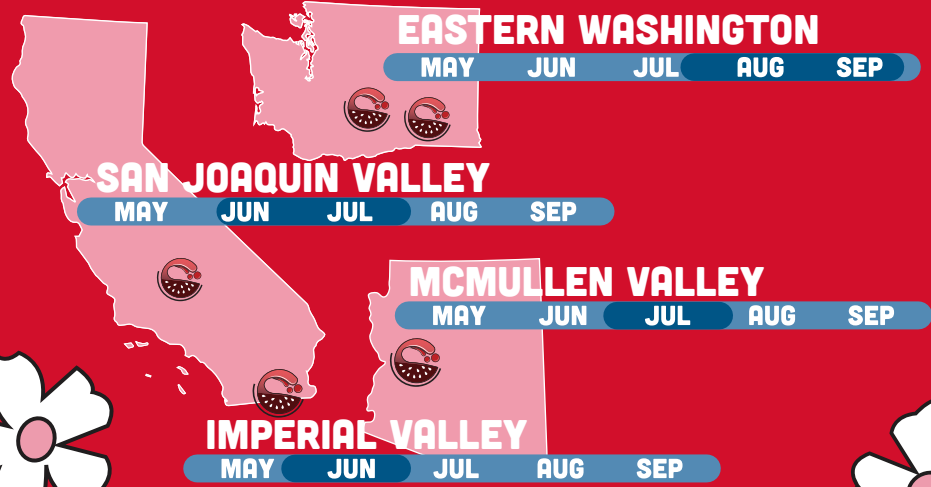 EASTERN WASHINGTON
MAY JUN JUL AUG SEP
SAN JOAQUIN VALLEY
MAY JUN JUL AUG SEP
MCMULLEN VALLEY
MAY JUN JUL AUG SEP
IMPERIAL VALLEY
MAY JUN JUL AUG SEP